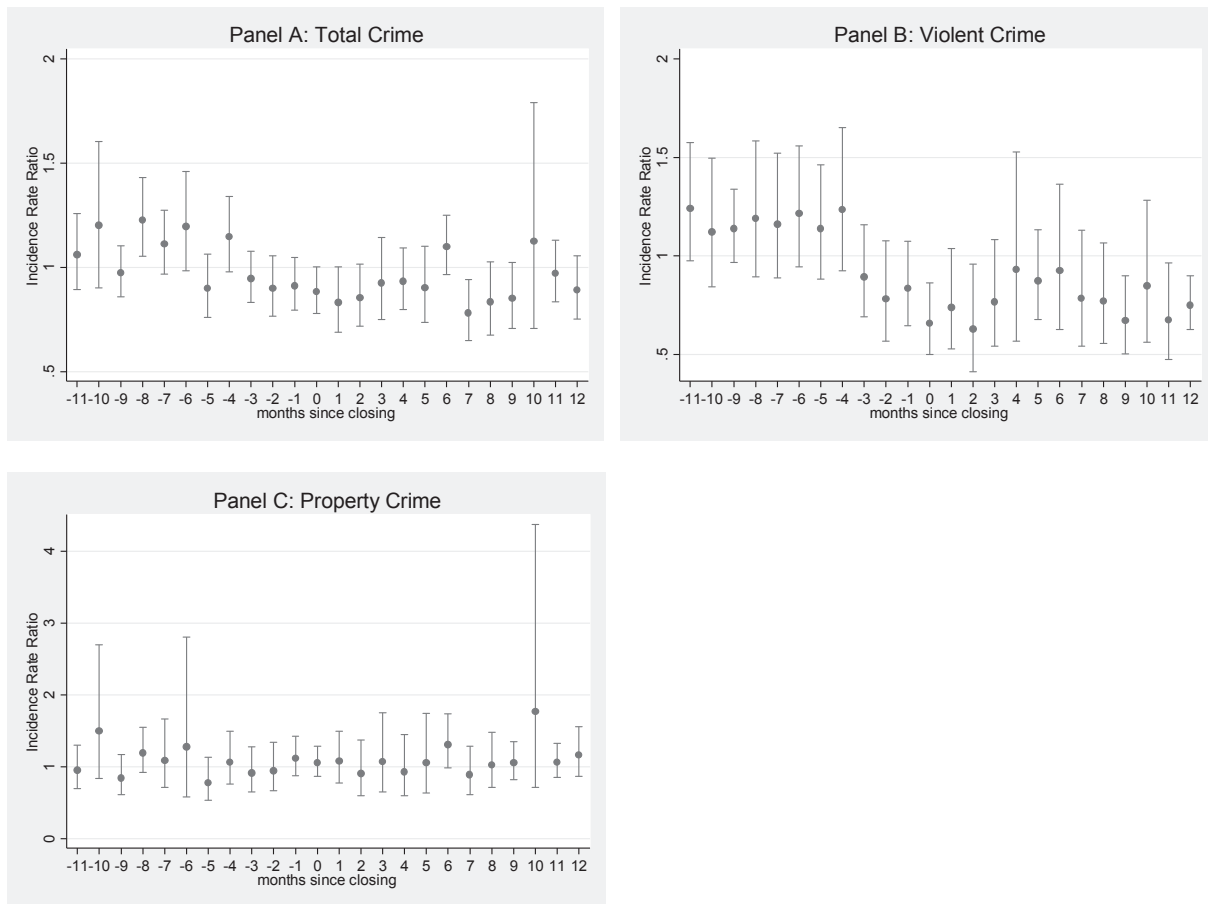 Panel A: Total Crime
Incidence Rate Ratio
2
1.5
1
.5
-11 -10 -9 -8 -7 -6 -5 -4 -3 -2 -1 0 1 2 3 4 5 6 7 8 9 10 11 12
months since closing
Panel B: Violent Crime
Incidence Rate Ratio
2
1.5
1
.5
-11 -10 -9 -8 -7 -6 -5 -4 -3 -2 -1 0 1 2 3 4 5 6 7 8 9 10 11 12
months since closing
Panel C: Property Crime
Incidence Rate Ratio
4
3
2
1
0
-11 -10 -9 -8 -7 -6 -5 -4 -3 -2 -1 0 1 2 3 4 5 6 7 8 9 10 11 12
months since closing